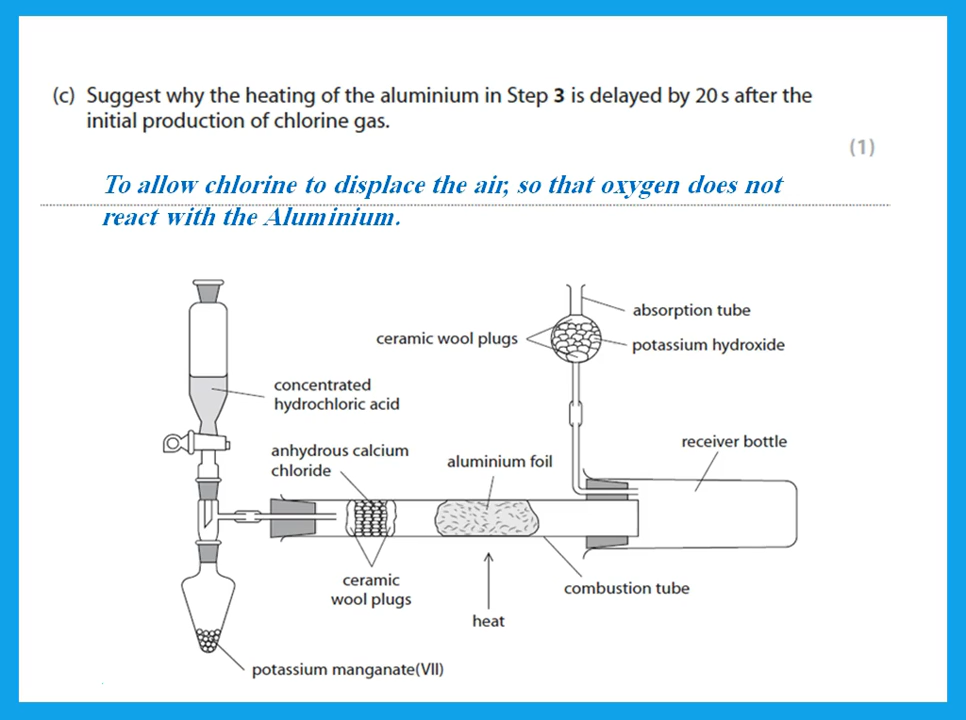 (c) Suggest why the heating of the aluminium in Step 3 is delayed by 20 s after the
initial production of chlorine gas.
(1)
To allow chlorine to displace the air, so that oxygen does not
react with the Aluminium.
absorption tube
ceramic wool plugs
potassium hydroxide
concentrated
hydrochloric acid
receiver bottle
anhydrous calcium
chloride
aluminium foil
ceramic
wool plugs
combustion tube
heat
potassium manganate(VII)